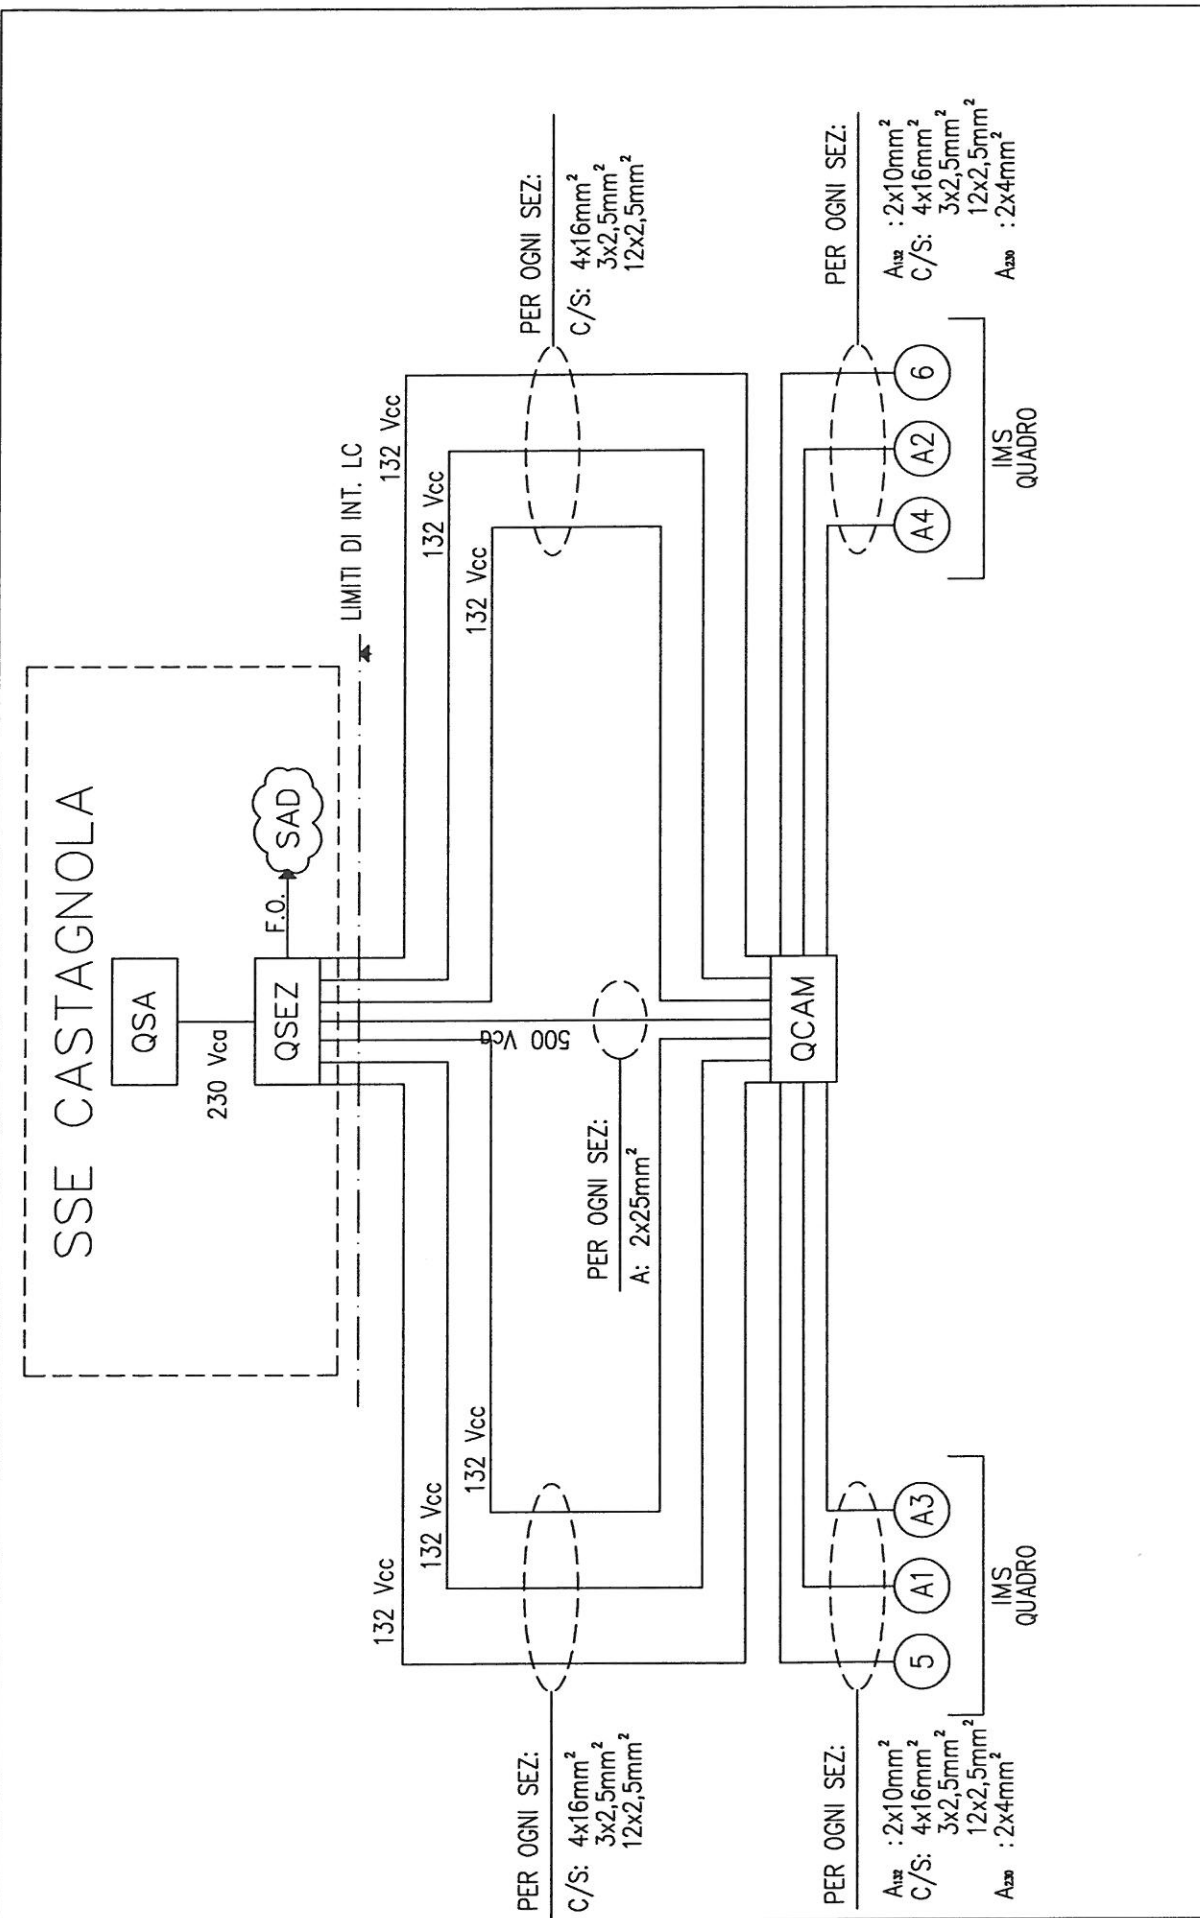 SSE CASTAGNOLA
QSA
230 Vca
QSEZ
F.O.
SAD
LIMITI DI INT. LC
132 Vcc
132 Vcc
132 Vcc
132 Vcc
132 Vcc
132 Vcc
500 Vca
PER OGNI SEZ:
C/S: 4x16mm²
3x2,5mm²
12x2,5mm²
PER OGNI SEZ:
A: 2x25mm²
PER OGNI SEZ:
C/S: 4x16mm²
3x2,5mm²
12x2,5mm²
QCAM
PER OGNI SEZ:
A132 : 2x10mm²
C/S: 4x16mm²
3x2,5mm²
12x2,5mm²
A230 : 2x4mm²
5
A1
A3
IMS
QUADRO
A4
A2
6
IMS
QUADRO
PER OGNI SEZ:
A132 : 2x10mm²
C/S: 4x16mm²
3x2,5mm²
12x2,5mm²
A230 : 2x4mm²